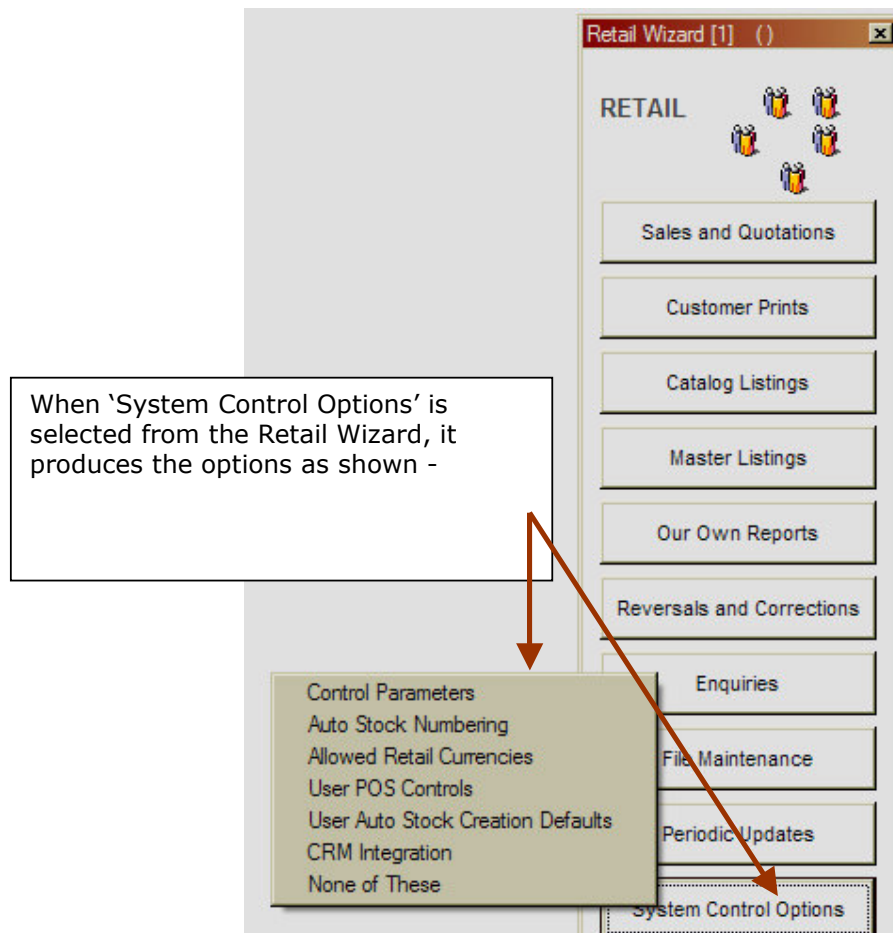 Retail Wizard [1] ()
RETAIL
Sales and Quotations
Customer Prints
Catalog Listings
When ‘System Control Options’ is
selected from the Retail Wizard, it
produces the options as shown -
Master Listings
Our Own Reports
Reversals and Corrections
Enquiries
Control Parameters
Auto Stock Numbering
Allowed Retail Currencies
User POS Controls
User Auto Stock Creation Defaults
CRM Integration
None of These
File Maintenance
Periodic Updates
System Control Options